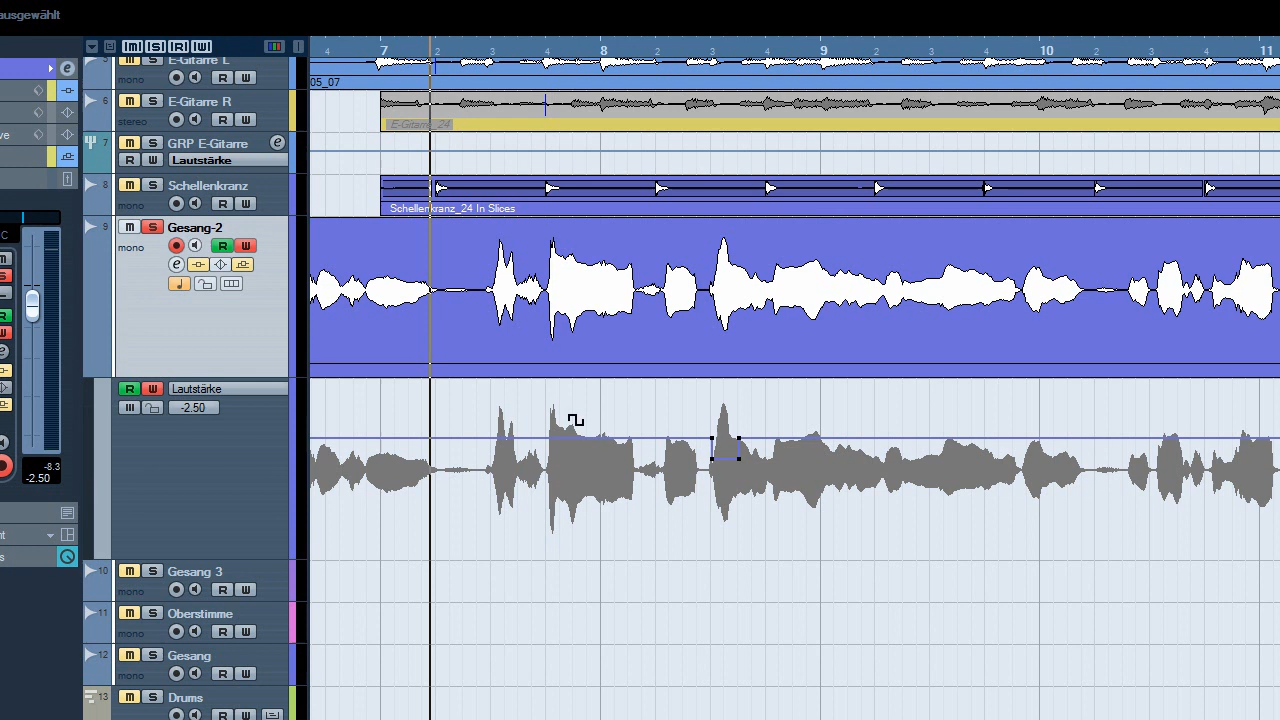 ausgewählt
M S R W
4 7 2 3 4 8 2 3 4 9 2 3 4 10 2 3 4 11
5 E-Gitarre L
mono R W
05_07
6 m S E-Gitarre R
stereo R W
E-Gitarre_24
7 m S GRP E-Gitarre e
R W Lautstärke
8 m S Schellenkranz
mono R W
Schellenkranz_24 In Slices
9 m S Gesang-2
mono R W
e
R W Lautstärke
-2.50
-8.3
-2.50
10 m S Gesang 3
mono R W
11 m S Oberstimme
mono R W
12 m S Gesang
mono R W
13 m S Drums
R W